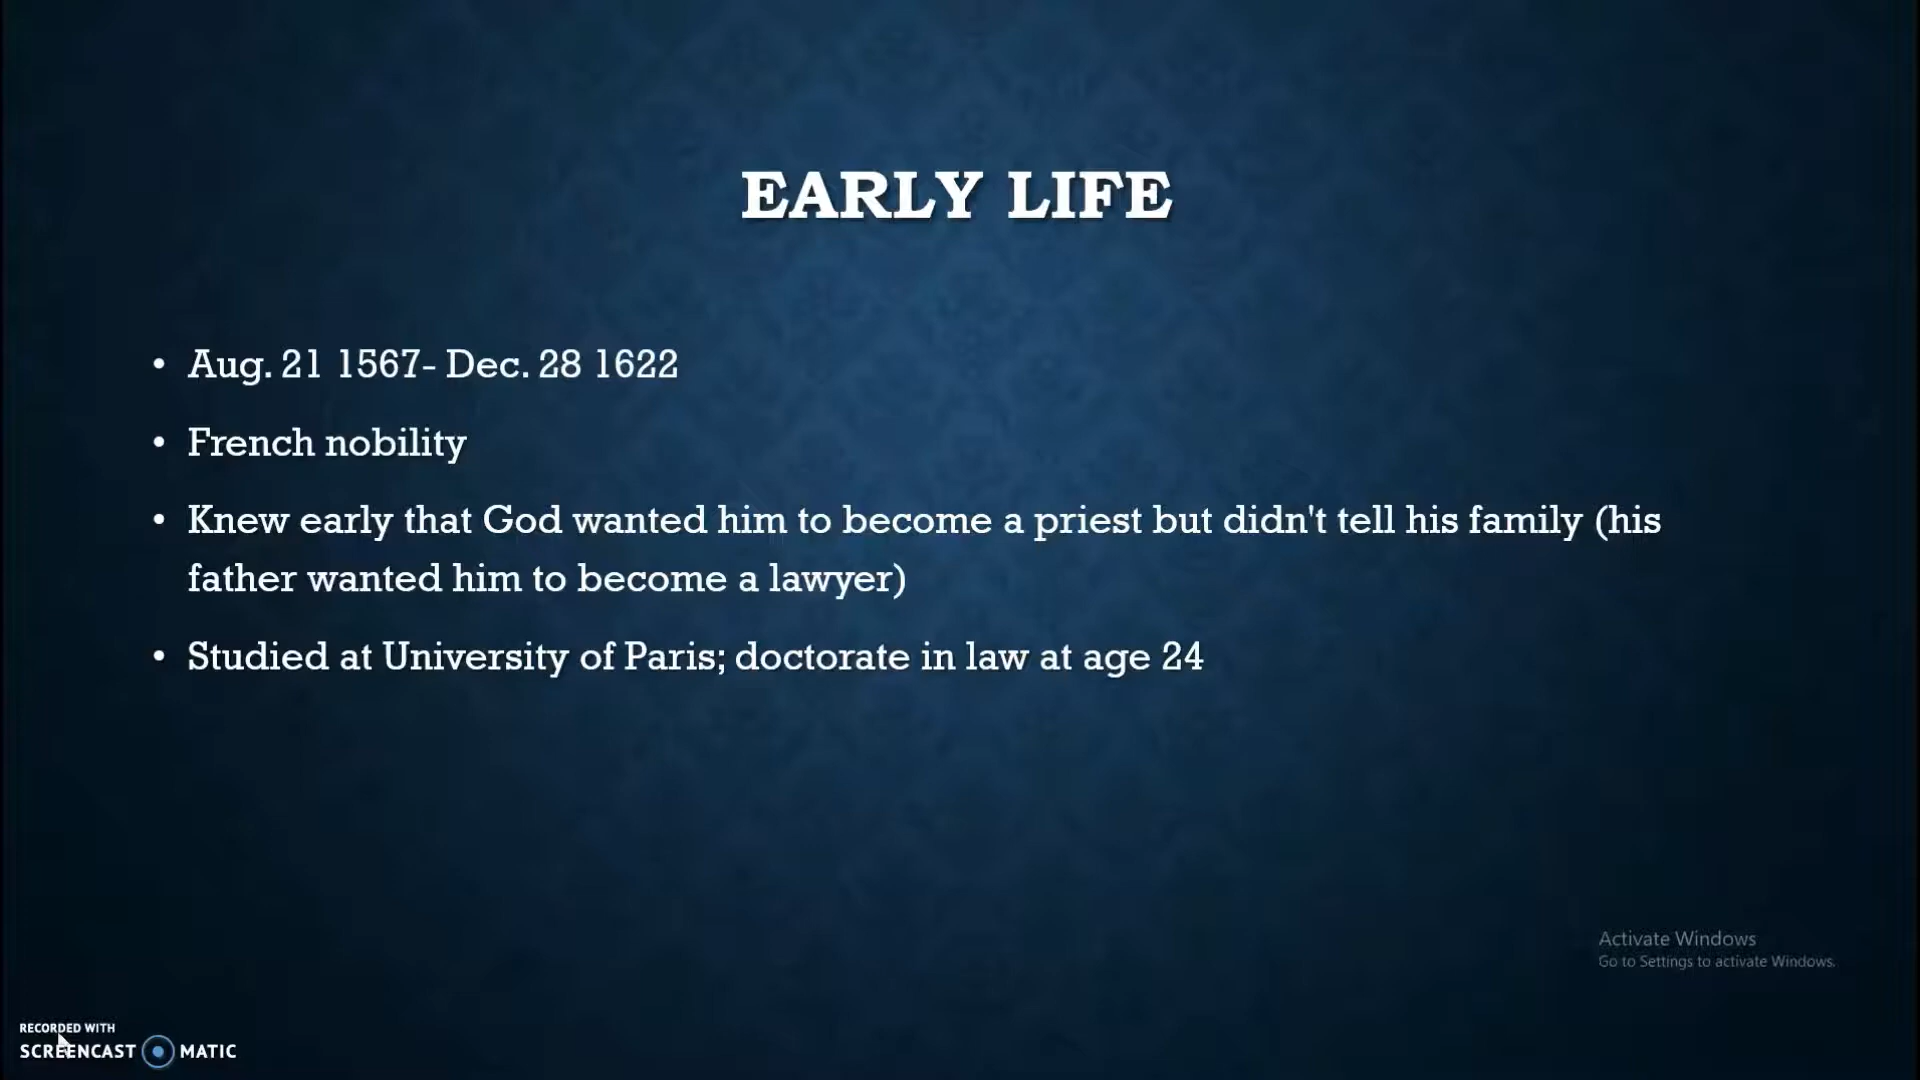 EARLY LIFE
• Aug. 21 1567- Dec. 28 1622
• French nobility
• Knew early that God wanted him to become a priest but didn't tell his family (his
father wanted him to become a lawyer)
• Studied at University of Paris; doctorate in law at age 24
Activate Windows
Go to Settings to activate Windows.
RECORDED WITH
SCREENCAST MATIC